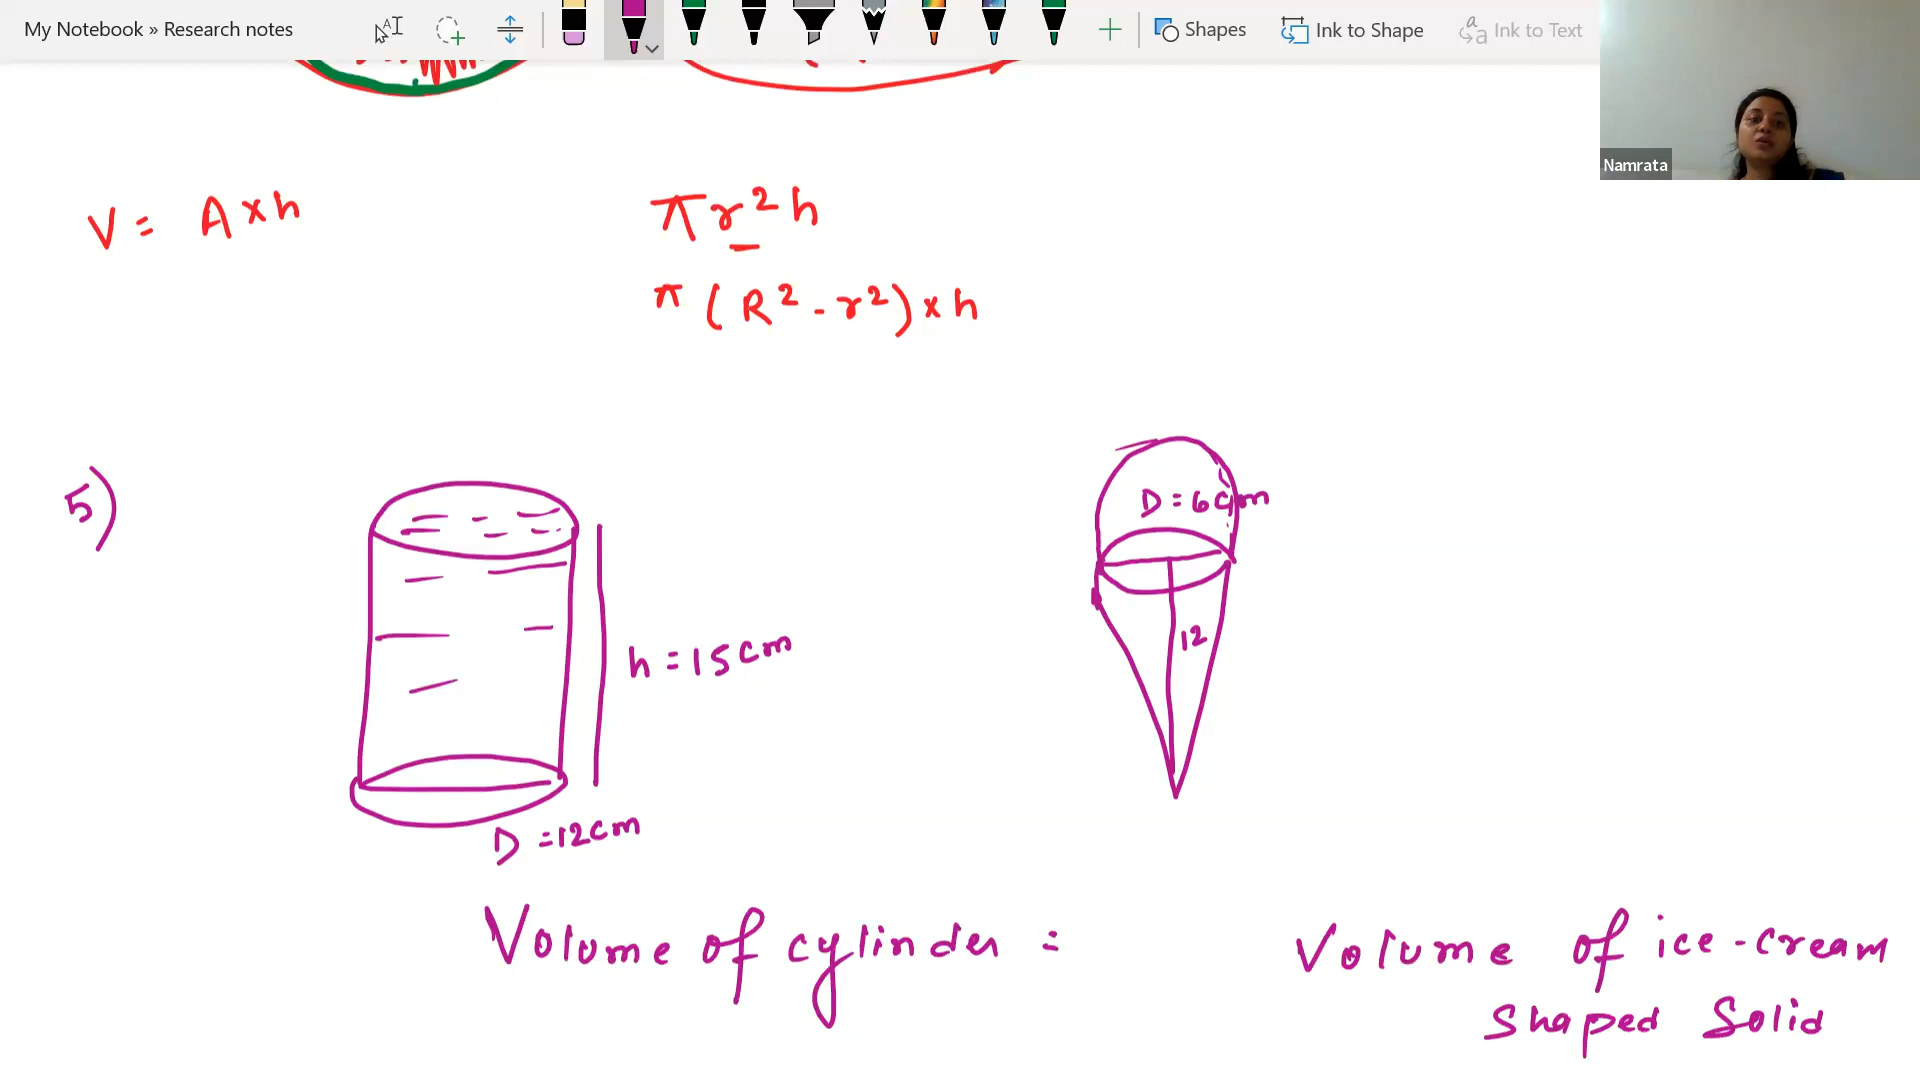 My Notebook » Research notes
Shapes
Ink to Shape
Ink to Text
Namrata
V = A × h
πr²h
π (R² - r²) × h
5)
D = 6cm
12
h = 15cm
D = 12cm
Volume of cylinder =
Volume of ice-cream
shaped solid